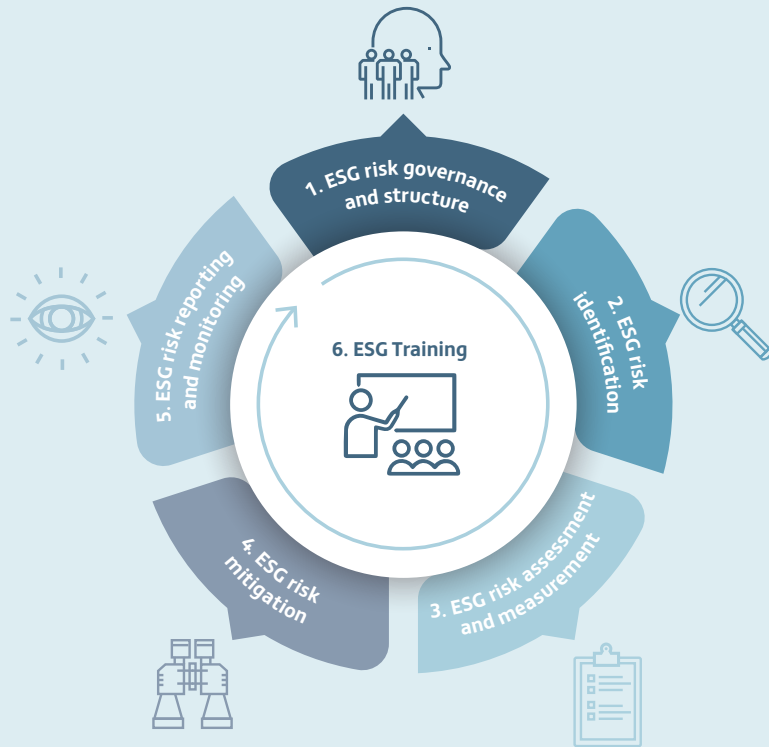 1. ESG risk governance
and structure
2. ESG risk
identification
3. ESG risk assessment
and measurement
4. ESG risk
mitigation
5. ESG risk reporting
and monitoring
6. ESG Training